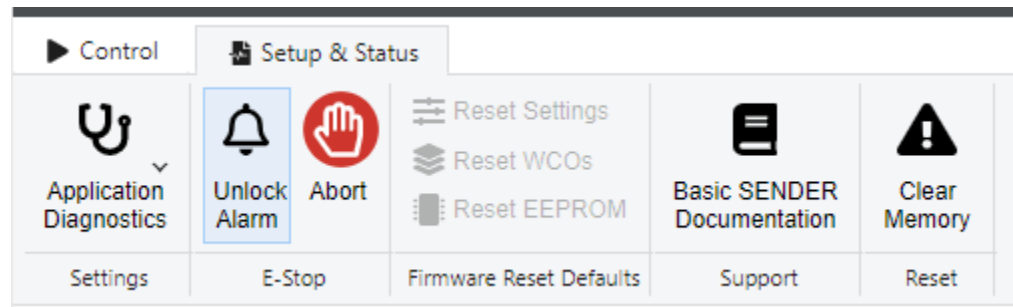 Control
Setup & Status
Application
Diagnostics
Unlock
Alarm
Abort
Reset Settings
Reset WCOs
Reset EEPROM
Basic SENDER
Documentation
Clear
Memory
Settings
E-Stop
Firmware Reset Defaults
Support
Reset